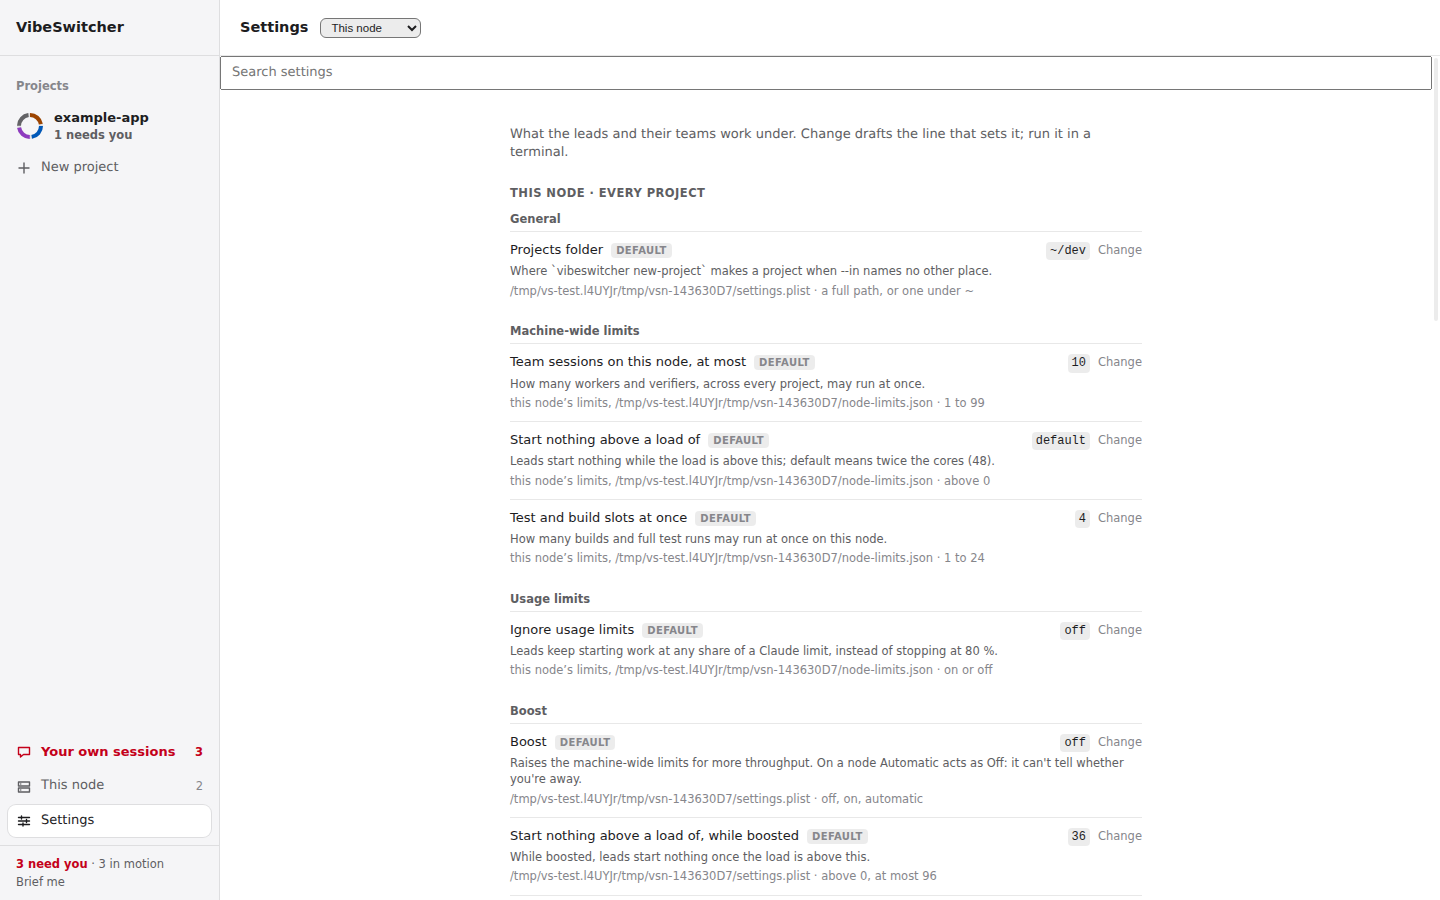 VibeSwitcher
Projects
example-app
1 needs you
New project
Your own sessions 3
This node 2
Settings
3 need you · 3 in motion
Brief me
Settings This node
Search settings
What the leads and their teams work under. Change drafts the line that sets it; run it in a
terminal.
THIS NODE · EVERY PROJECT
General
Projects folder DEFAULT ~/dev Change
Where `vibeswitcher new-project` makes a project when --in names no other place.
/tmp/vs-test.l4UYJr/tmp/vsn-143630D7/settings.plist · a full path, or one under ~
Machine-wide limits
Team sessions on this node, at most DEFAULT 10 Change
How many workers and verifiers, across every project, may run at once.
this node’s limits, /tmp/vs-test.l4UYJr/tmp/vsn-143630D7/node-limits.json · 1 to 99
Start nothing above a load of DEFAULT default Change
Leads start nothing while the load is above this; default means twice the cores (48).
this node’s limits, /tmp/vs-test.l4UYJr/tmp/vsn-143630D7/node-limits.json · above 0
Test and build slots at once DEFAULT 4 Change
How many builds and full test runs may run at once on this node.
this node’s limits, /tmp/vs-test.l4UYJr/tmp/vsn-143630D7/node-limits.json · 1 to 24
Usage limits
Ignore usage limits DEFAULT off Change
Leads keep starting work at any share of a Claude limit, instead of stopping at 80 %.
this node’s limits, /tmp/vs-test.l4UYJr/tmp/vsn-143630D7/node-limits.json · on or off
Boost
Boost DEFAULT off Change
Raises the machine-wide limits for more throughput. On a node Automatic acts as Off: it can't tell whether
you're away.
/tmp/vs-test.l4UYJr/tmp/vsn-143630D7/settings.plist · off, on, automatic
Start nothing above a load of, while boosted DEFAULT 36 Change
While boosted, leads start nothing once the load is above this.
/tmp/vs-test.l4UYJr/tmp/vsn-143630D7/settings.plist · above 0, at most 96